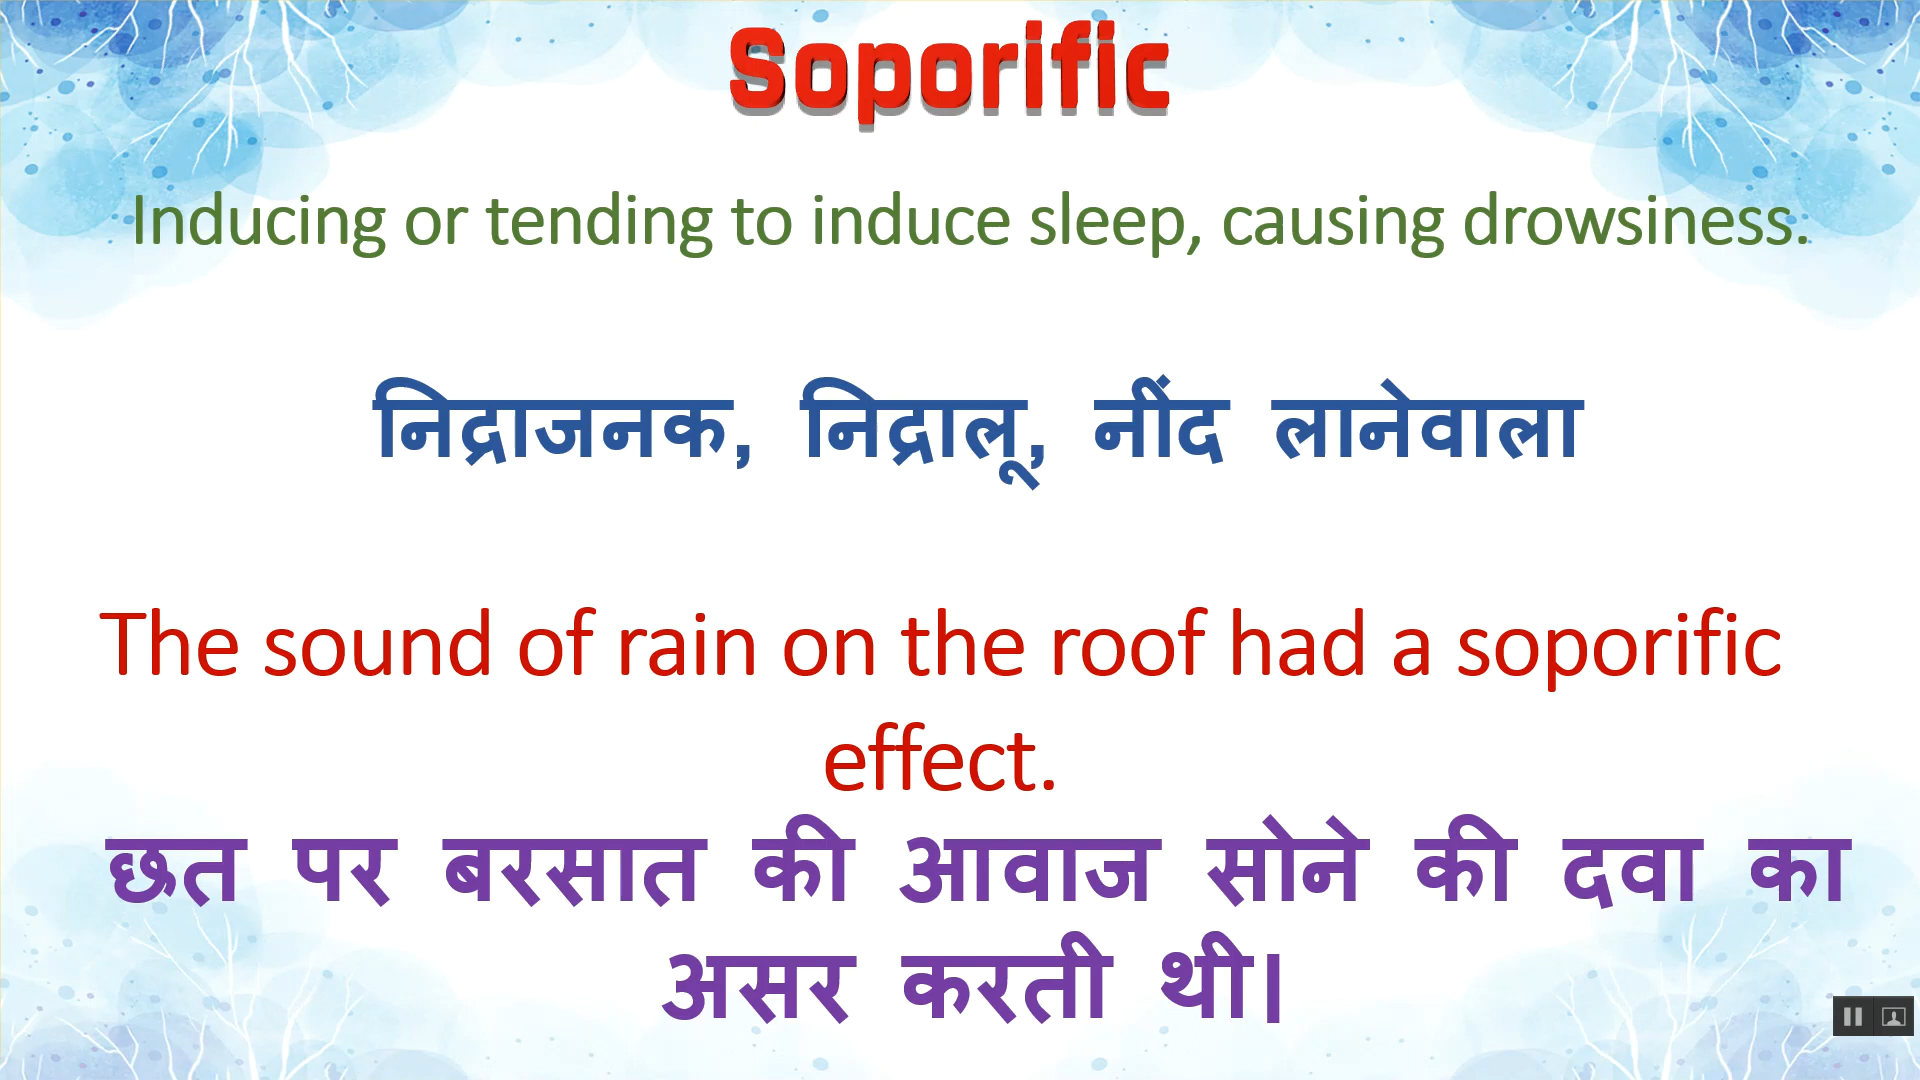 Soporific
Inducing or tending to induce sleep, causing drowsiness.
निद्राजनक, निद्रालू, नींद लानेवाला
The sound of rain on the roof had a soporific
effect.
छत पर बरसात की आवाज सोने की दवा का
असर करती थी।